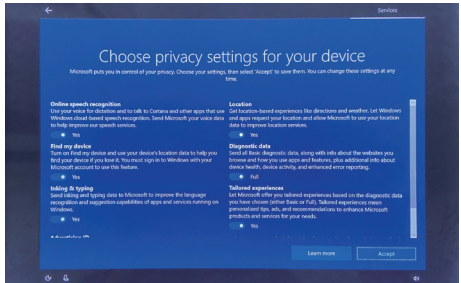 Services
Choose privacy settings for your device
Microsoft puts you in control of your privacy. Choose your settings, then select 'Accept' to save them. You can change these settings at any
time.
Online speech recognition
Use your voice for dictation and to talk to Cortana and other apps that use
Windows cloud-based speech recognition. Send Microsoft your voice data
to help improve our speech services.
Yes
Find my device
Turn on Find my device and use your device's location data to help you
find your device if you lose it. You must sign in to Windows with your
Microsoft account to use this feature.
Yes
Inking & typing
Send inking and typing data to Microsoft to improve the language
recognition and suggestion capabilities of apps and services running on
Windows.
Yes
Advertising ID
Location
Get location-based experiences like directions and weather. Let Windows
and apps request your location and allow Microsoft to use your location
data to improve location services.
Yes
Diagnostic data
Send all Basic diagnostic data, along with info about the websites you
browse and how you use apps and features, plus additional info about
device health, device activity, and enhanced error reporting.
Full
Tailored experiences
Let Microsoft offer you tailored experiences based on the diagnostic data
you have chosen (either Basic or Full). Tailored experiences mean
personalized tips, ads, and recommendations to enhance Microsoft
products and services for your needs.
Yes
Learn more
Accept